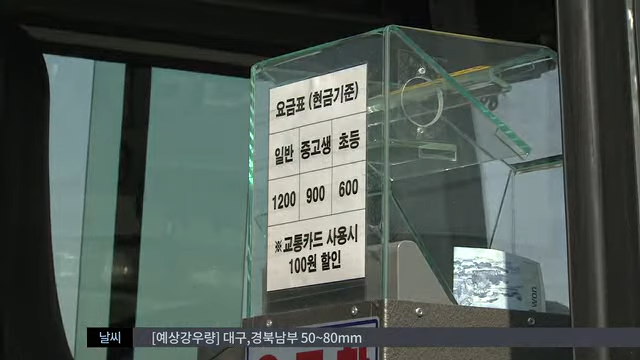 요금표 (현금기준)
일반 중고생 초등
1200 900 600
※교통카드 사용시
100원 할인
날씨 [예상강우량] 대구,경북남부 50~80mm